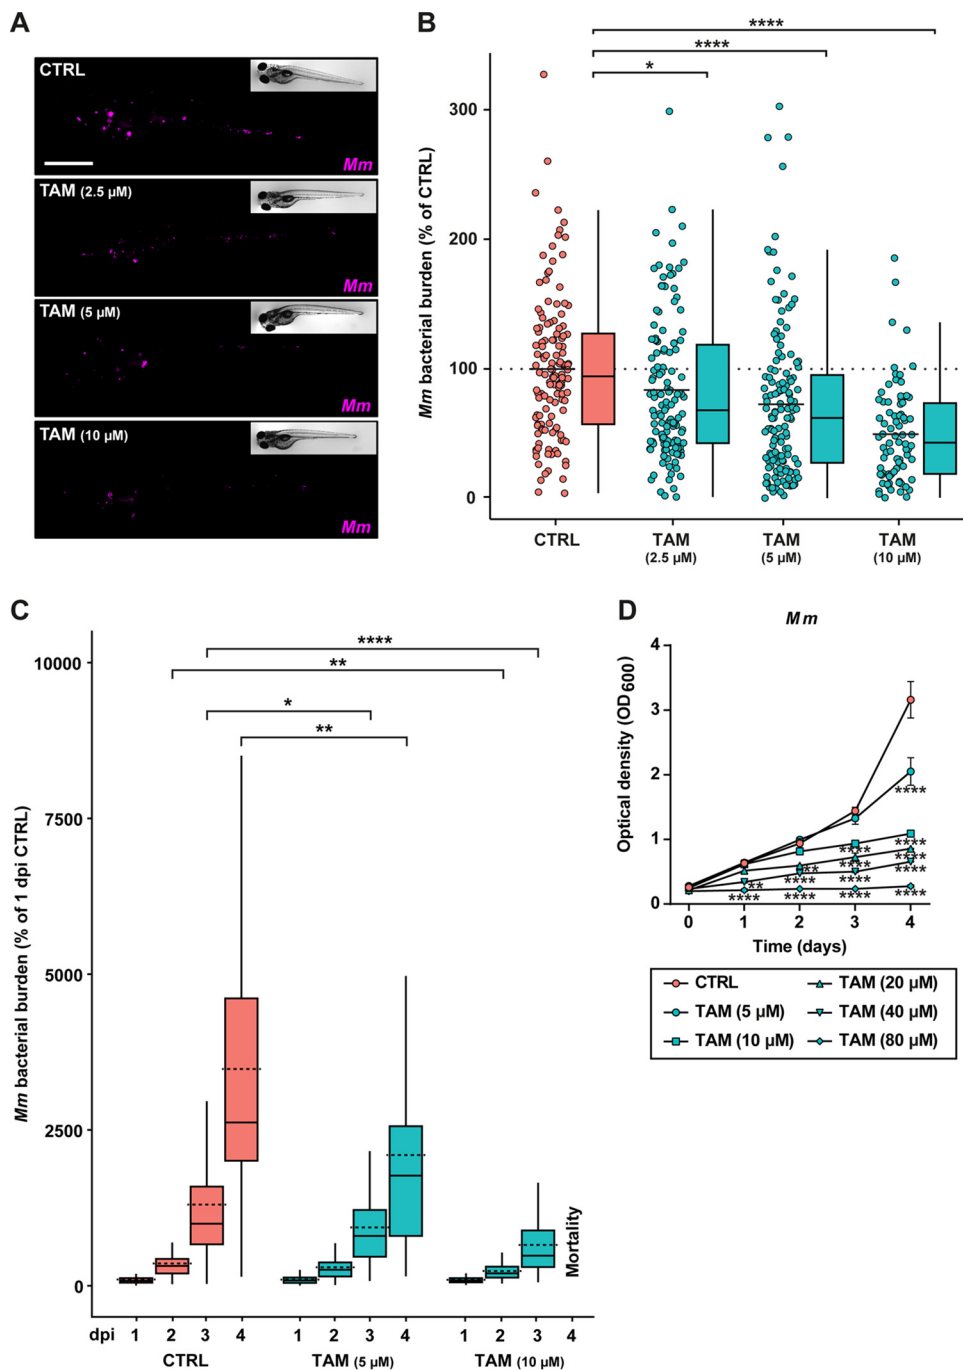 A
CTRL
Mm
TAM (2.5 µM)
Mm
TAM (5 µM)
Mm
TAM (10 µM)
Mm
B
****
****
*
Mm bacterial burden (% of CTRL)
300
200
100
0
CTRL
TAM
(2.5 µM)
TAM
(5 µM)
TAM
(10 µM)
C
****
**
*
**
Mm bacterial burden (% of 1 dpi CTRL)
10000
7500
5000
2500
0
Mortality
dpi 1 2 3 4 1 2 3 4 1 2 3 4
CTRL TAM (5 µM) TAM (10 µM)
D
Mm
Optical density (OD600)
4
3
2
1
0
****
****
****
****
****
****
****
****
**
****
****
**
****
0 1 2 3 4
Time (days)
CTRL
TAM (5 µM)
TAM (10 µM)
TAM (20 µM)
TAM (40 µM)
TAM (80 µM)